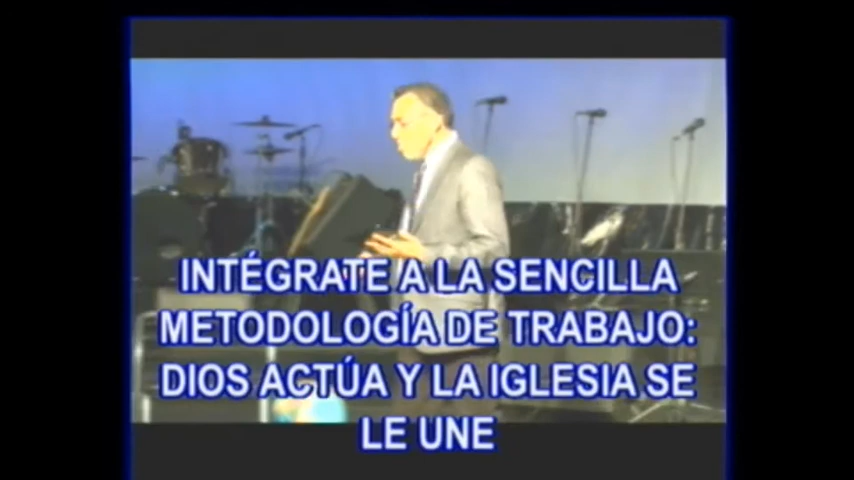 INTÉGRATE A LA SENCILLA
METODOLOGÍA DE TRABAJO:
DIOS ACTÚA Y LA IGLESIA SE
LE UNE